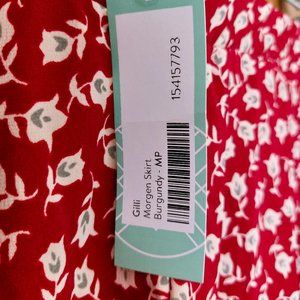 Gilli
Morgen Skirt
Burgundy - MP
154157793